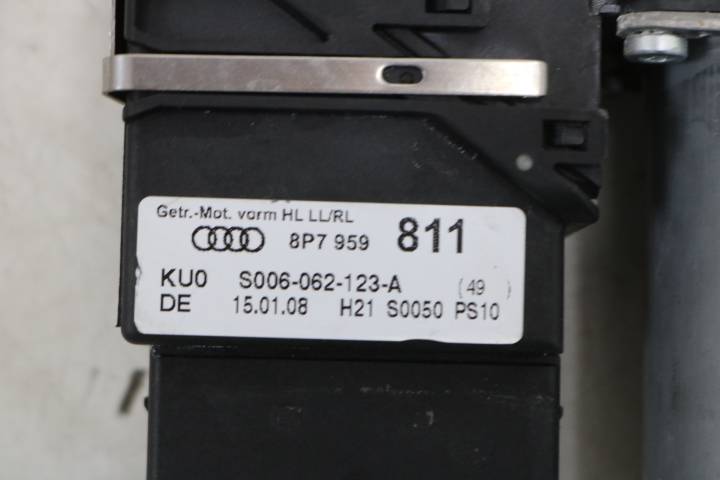 Getr.-Mot. vorm HL LL/RL
8P7 959 811
KU0 S006-062-123-A (49)
DE 15.01.08 H21 S0050 PS10